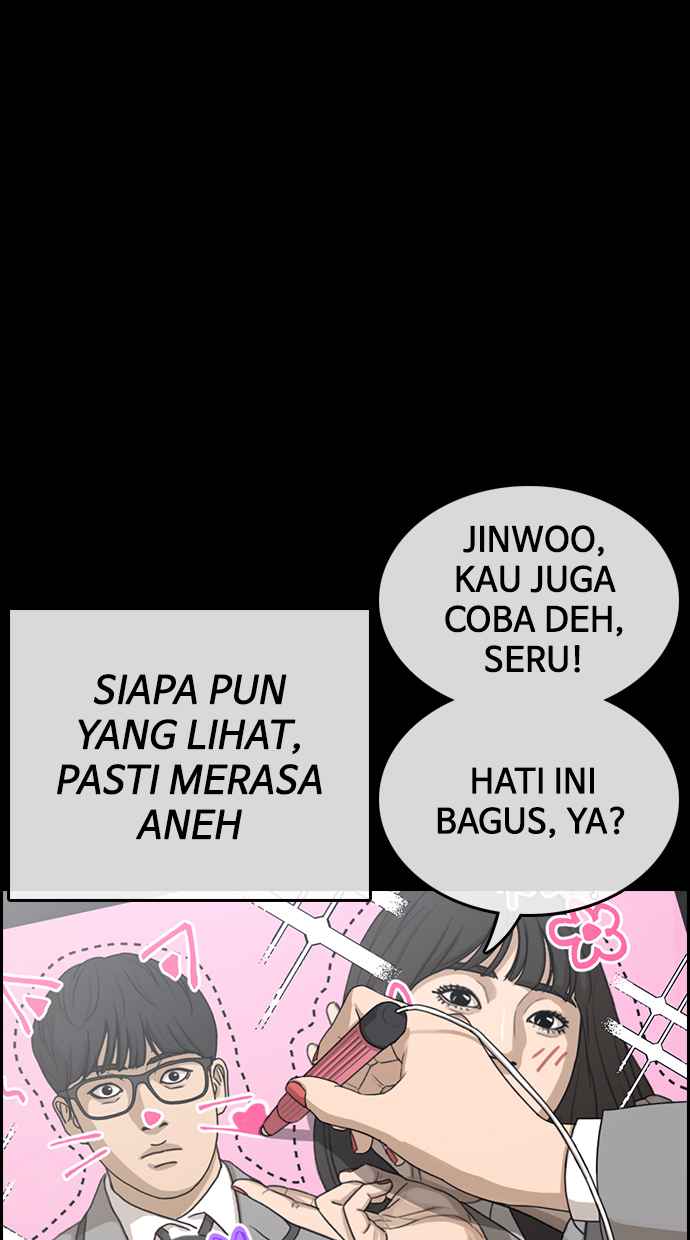 JINWOO,
KAU JUGA
COBA DEH,
SERU!
SIAPA PUN
YANG LIHAT,
PASTI MERASA
ANEH
HATI INI
BAGUS, YA?